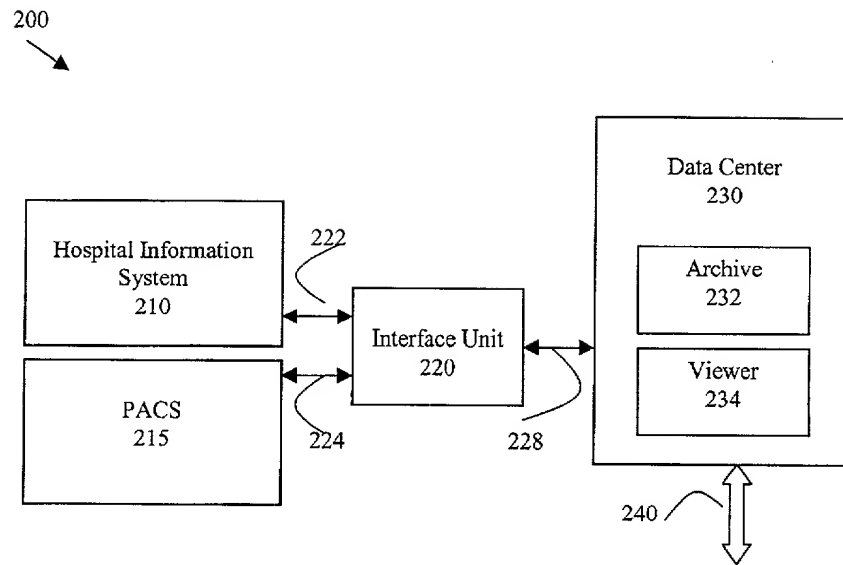 200
Data Center
230
Hospital Information
System
210
222
Archive
232
Interface Unit
220
Viewer
234
PACS
215
224
228
240